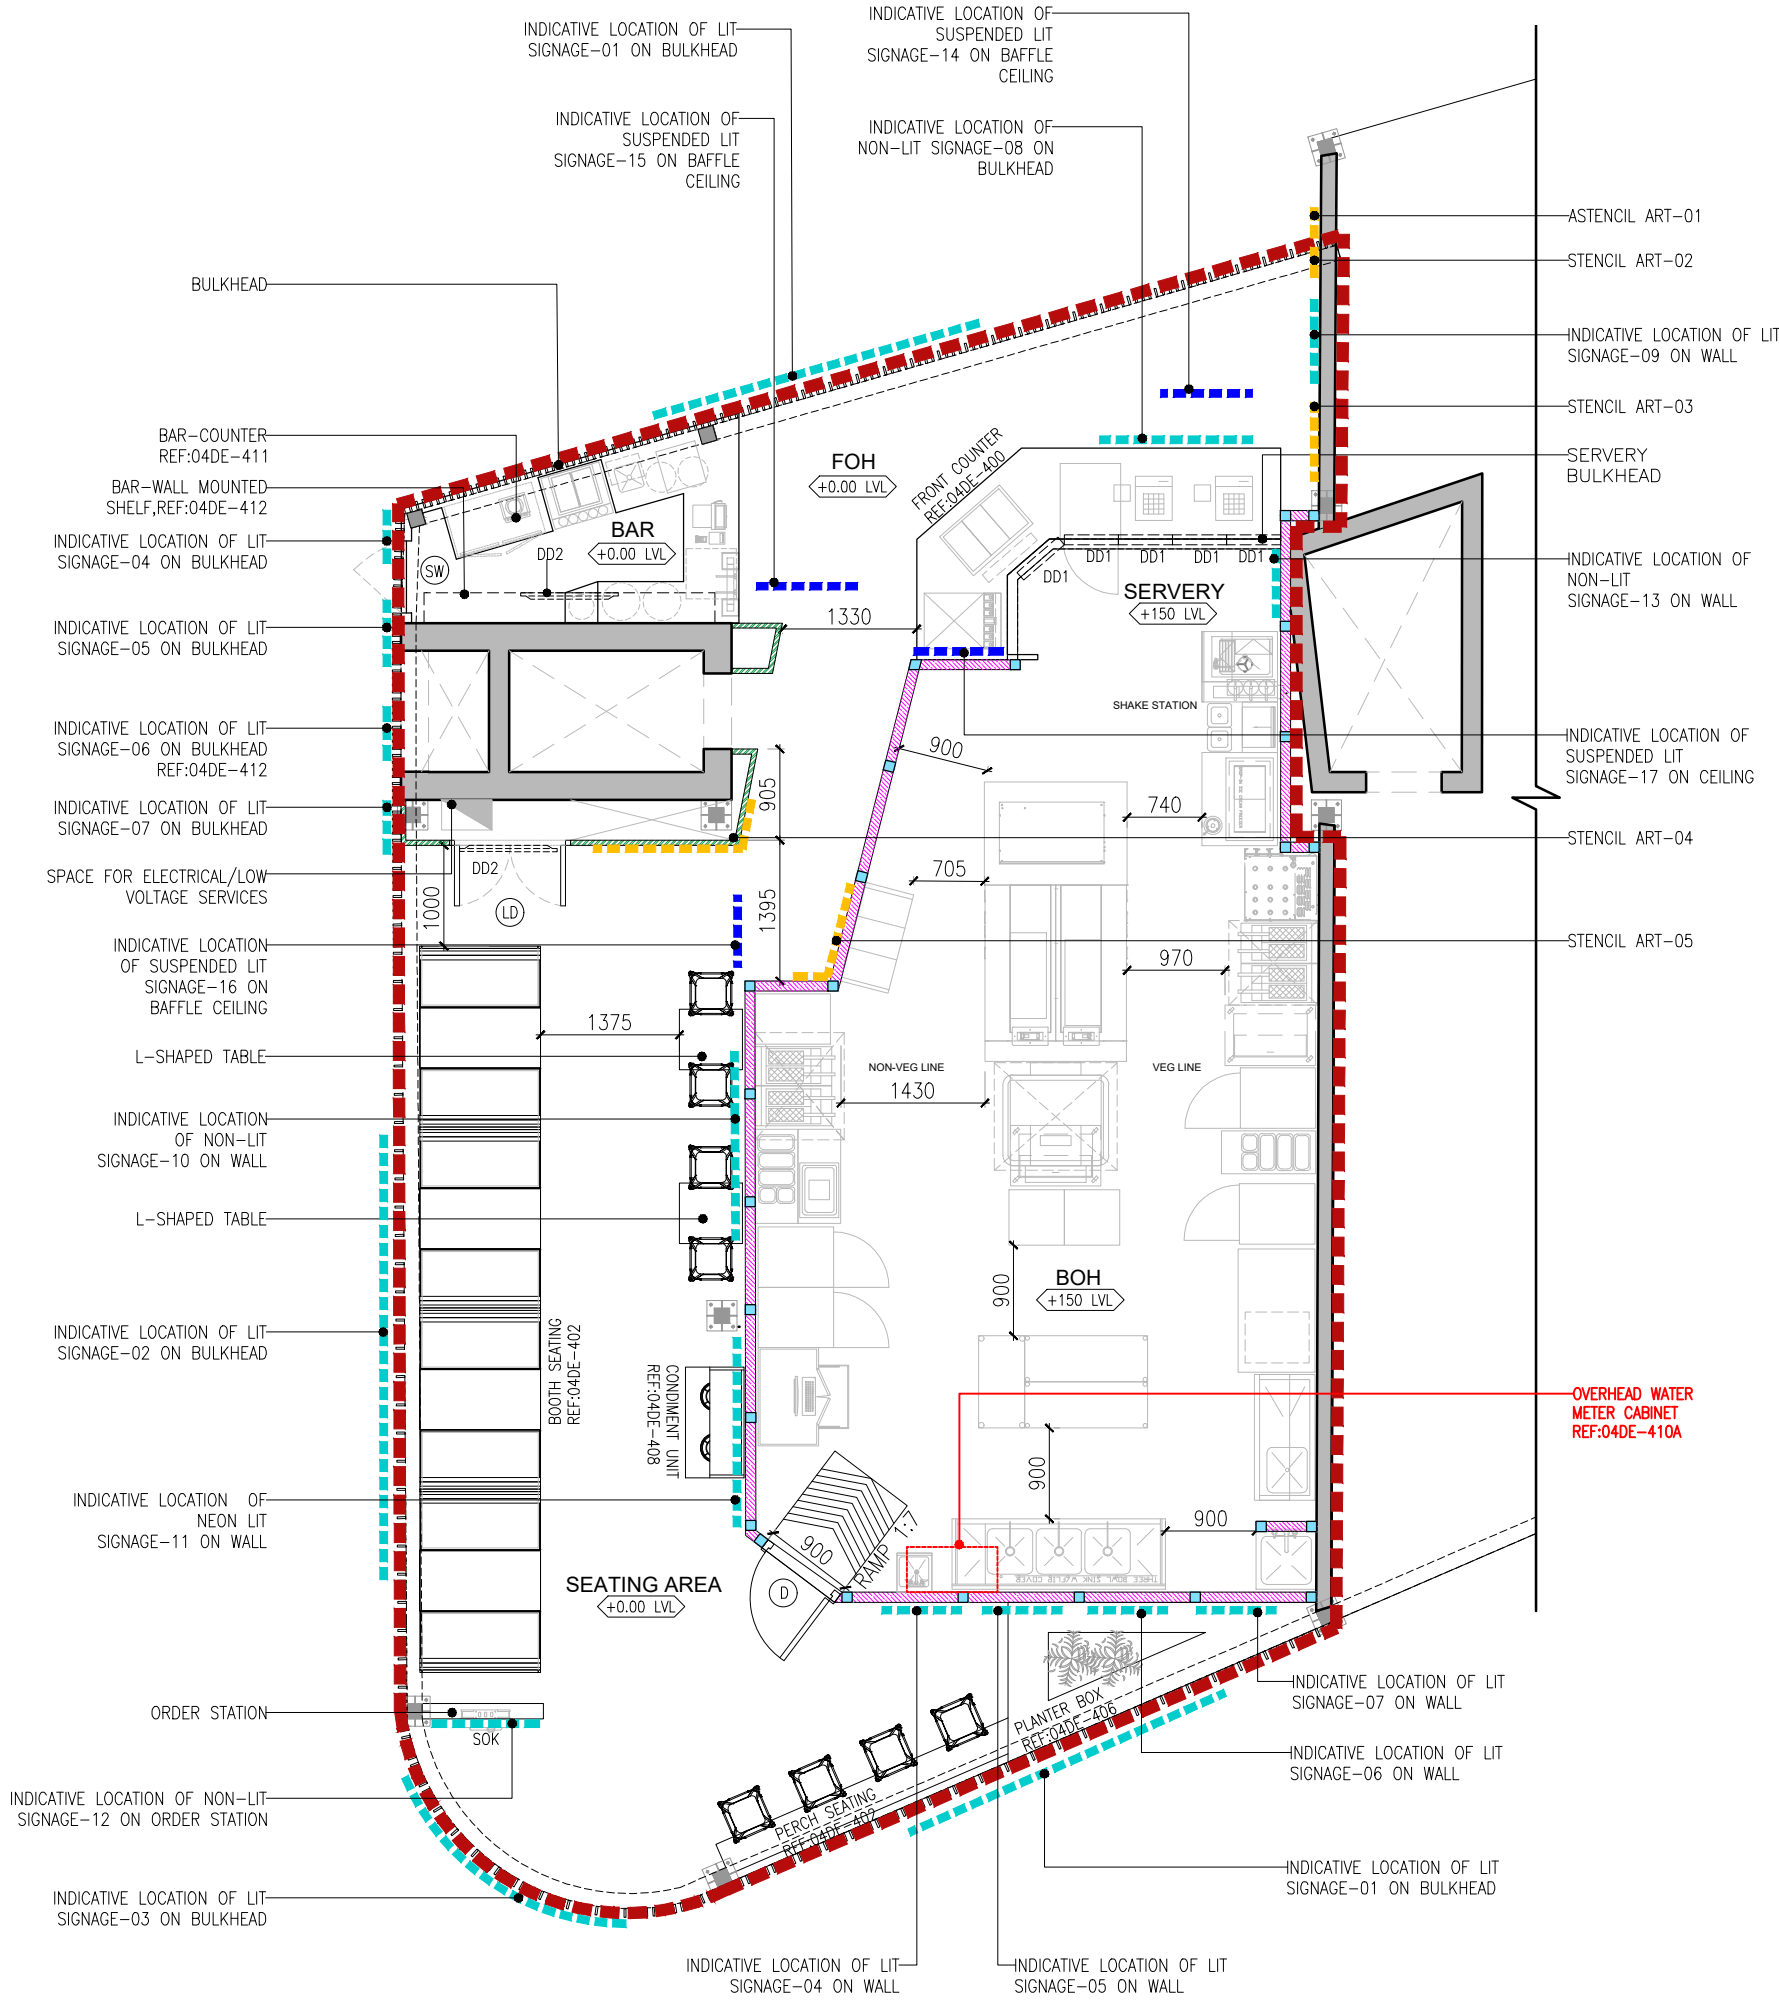 INDICATIVE LOCATION OF LIT
SIGNAGE-01 ON BULKHEAD
INDICATIVE LOCATION OF
SUSPENDED LIT
SIGNAGE-14 ON BAFFLE
CEILING
INDICATIVE LOCATION OF
SUSPENDED LIT
SIGNAGE-15 ON BAFFLE
CEILING
INDICATIVE LOCATION OF
NON-LIT SIGNAGE-08 ON
BULKHEAD
ASTENCIL ART-01
STENCIL ART-02
BULKHEAD
INDICATIVE LOCATION OF LIT
SIGNAGE-09 ON WALL
STENCIL ART-03
BAR-COUNTER
REF:04DE-411
SERVERY
BULKHEAD
BAR-WALL MOUNTED
SHELF,REF:04DE-412
FOH
+0.00 LVL
FRONT COUNTER
REF:04DE-400
BAR
+0.00 LVL
INDICATIVE LOCATION OF LIT
SIGNAGE-04 ON BULKHEAD
SW
DD2
DD1
DD1
DD1
DD1
DD1
SERVERY
+150 LVL
INDICATIVE LOCATION OF
NON-LIT
SIGNAGE-13 ON WALL
INDICATIVE LOCATION OF LIT
SIGNAGE-05 ON BULKHEAD
1330
SHAKE STATION
INDICATIVE LOCATION OF LIT
SIGNAGE-06 ON BULKHEAD
REF:04DE-412
900
INDICATIVE LOCATION OF
SUSPENDED LIT
SIGNAGE-17 ON CEILING
905
740
INDICATIVE LOCATION OF LIT
SIGNAGE-07 ON BULKHEAD
STENCIL ART-04
SPACE FOR ELECTRICAL/LOW
VOLTAGE SERVICES
DD2
LD
1000
1395
705
INDICATIVE LOCATION
OF SUSPENDED LIT
SIGNAGE-16 ON
BAFFLE CEILING
STENCIL ART-05
970
1375
L-SHAPED TABLE
NON-VEG LINE
VEG LINE
1430
INDICATIVE LOCATION
OF NON-LIT
SIGNAGE-10 ON WALL
L-SHAPED TABLE
BOH
+150 LVL
900
INDICATIVE LOCATION OF LIT
SIGNAGE-02 ON BULKHEAD
BOOTH SEATING
REF:04DE-402
CONDIMENT UNIT
REF:04DE-408
OVERHEAD WATER
METER CABINET
REF:04DE-410A
900
INDICATIVE LOCATION OF
NEON LIT
SIGNAGE-11 ON WALL
900
900
RAMP 1:7
THREE BOWL SINK W/FLIP COVER
D
SEATING AREA
+0.00 LVL
ORDER STATION
SOK
PLANTER BOX
REF:04DE-406
INDICATIVE LOCATION OF LIT
SIGNAGE-07 ON WALL
INDICATIVE LOCATION OF LIT
SIGNAGE-06 ON WALL
INDICATIVE LOCATION OF NON-LIT
SIGNAGE-12 ON ORDER STATION
PERCH SEATING
REF:04DE-402
INDICATIVE LOCATION OF LIT
SIGNAGE-01 ON BULKHEAD
INDICATIVE LOCATION OF LIT
SIGNAGE-03 ON BULKHEAD
INDICATIVE LOCATION OF LIT
SIGNAGE-04 ON WALL
INDICATIVE LOCATION OF LIT
SIGNAGE-05 ON WALL